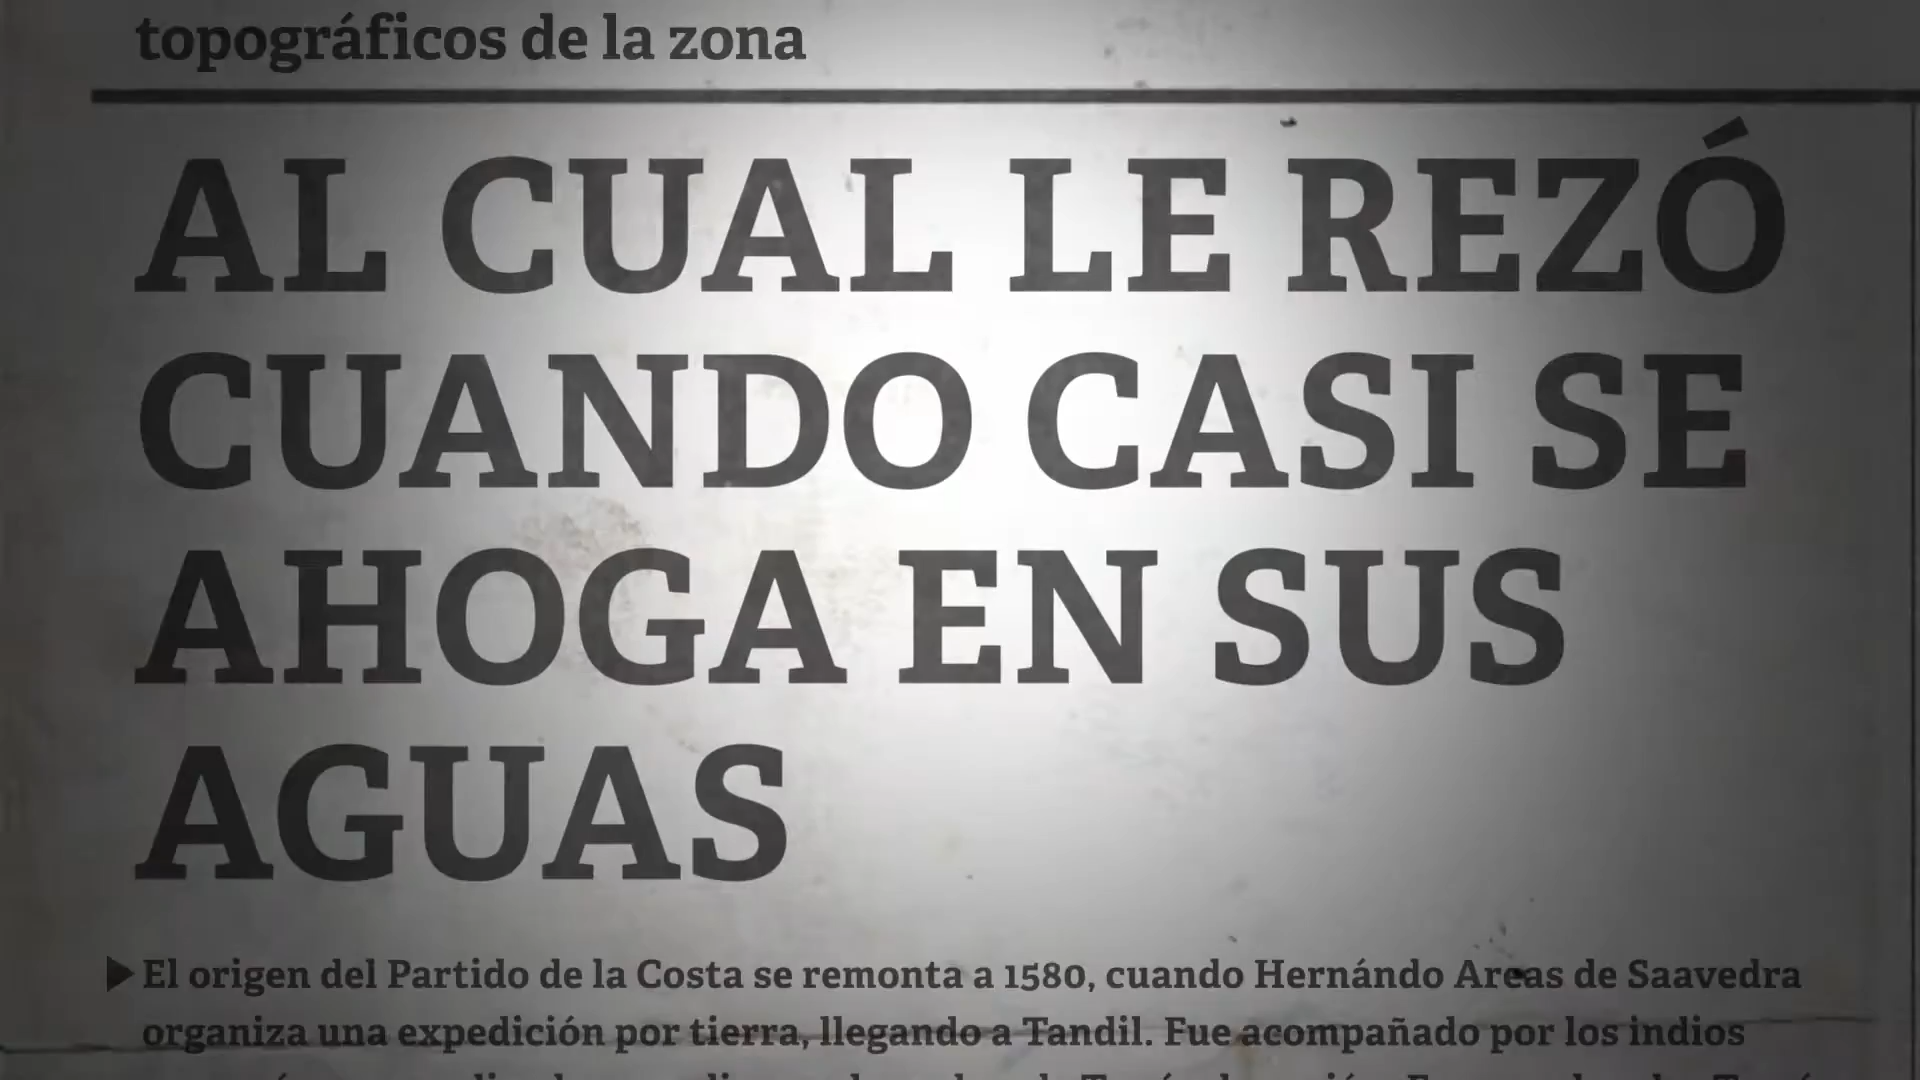 topográficos de la zona
AL CUAL LE REZÓ
CUANDO CASI SE
AHOGA EN SUS
AGUAS
El origen del Partido de la Costa se remonta a 1580, cuando Hernándo Areas de Saavedra
organiza una expedición por tierra, llegando a Tandil. Fue acompañado por los indios